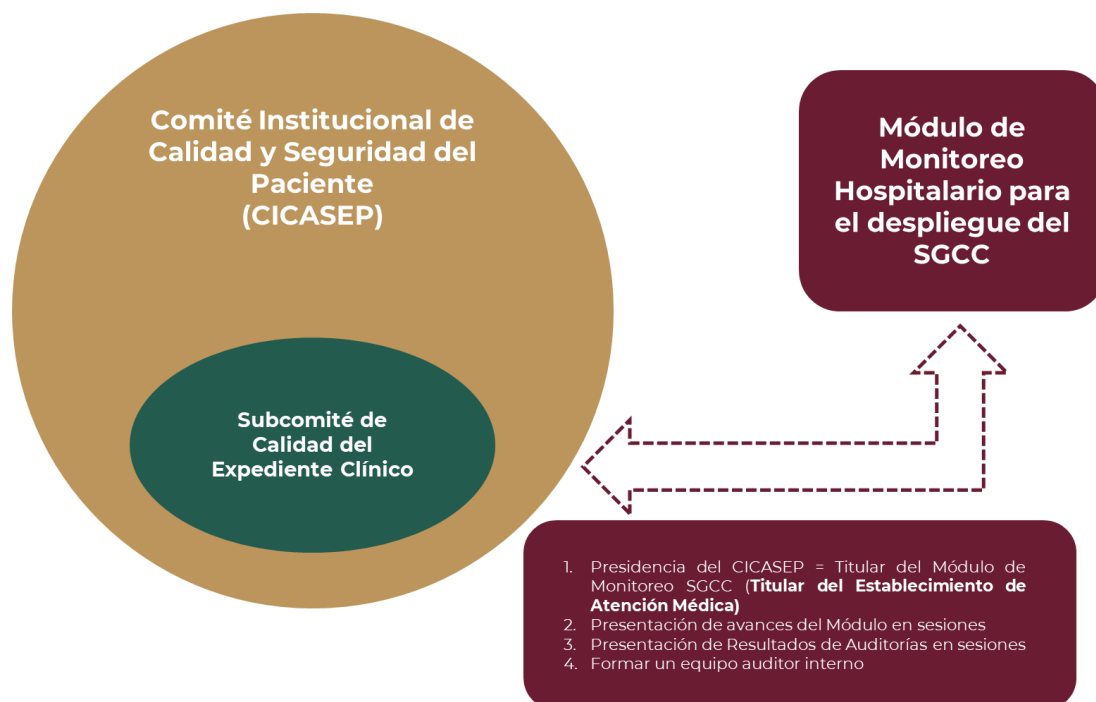 Comité Institucional de
Calidad y Seguridad del
Paciente
(CICASEP)
Subcomité de
Calidad del
Expediente Clínico
Módulo de
Monitoreo
Hospitalario para
el despliegue del
SGCC
1. Presidencia del CICASEP = Titular del Módulo de
Monitoreo SGCC (Titular del Establecimiento de
Atención Médica)
2. Presentación de avances del Módulo en sesiones
3. Presentación de Resultados de Auditorías en sesiones
4. Formar un equipo auditor interno